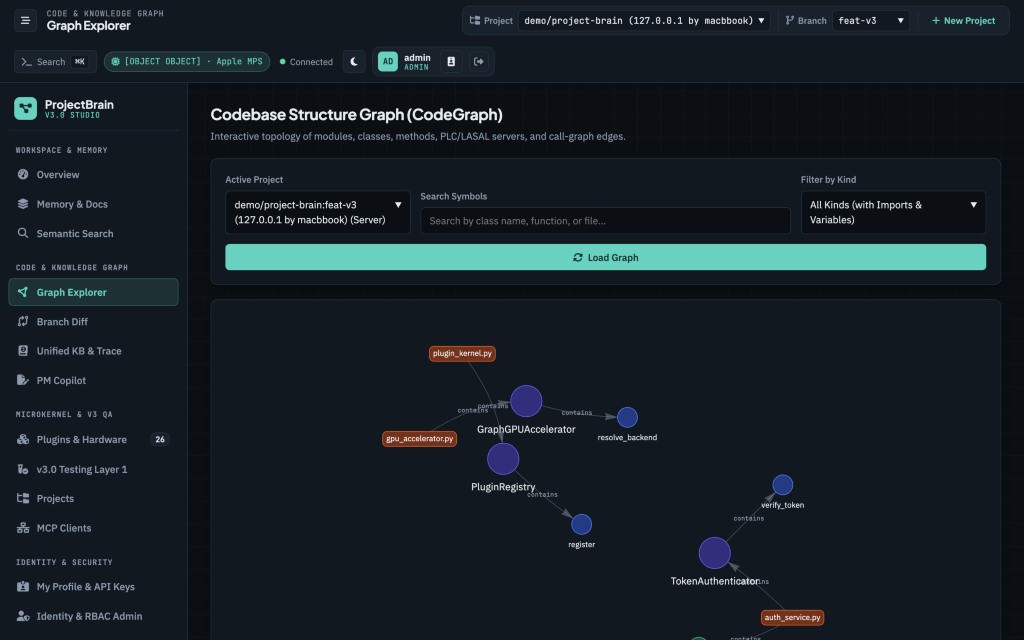 CODE & KNOWLEDGE GRAPH
Graph Explorer
Project
demo/project-brain (127.0.0.1 by macbbook)
Branch
feat-v3
+ New Project
Search
⌘K
[OBJECT OBJECT] · Apple MPS
Connected
AD
admin
ADMIN
ProjectBrain
V3.0 STUDIO
WORKSPACE & MEMORY
Overview
Memory & Docs
Semantic Search
CODE & KNOWLEDGE GRAPH
Graph Explorer
Branch Diff
Unified KB & Trace
PM Copilot
MICROKERNEL & V3 QA
Plugins & Hardware
26
v3.0 Testing Layer 1
Projects
MCP Clients
IDENTITY & SECURITY
My Profile & API Keys
Identity & RBAC Admin
Codebase Structure Graph (CodeGraph)
Interactive topology of modules, classes, methods, PLC/LASAL servers, and call-graph edges.
Active Project
demo/project-brain:feat-v3
(127.0.0.1 by macbbook) (Server)
Search Symbols
Search by class name, function, or file...
Filter by Kind
All Kinds (with Imports &
Variables)
Load Graph
plugin_kernel.py
contains
contains
GraphGPUAccelerator
contains
resolve_backend
gpu_accelerator.py
PluginRegistry
contains
register
verify_token
contains
TokenAuthenticator
contains
auth_service.py
contains